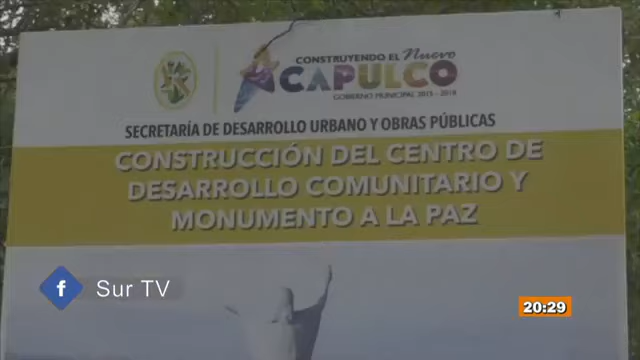 CONSTRUYENDO EL Nuevo
ACAPULCO
GOBIERNO MUNICIPAL 2015 - 2018
SECRETARÍA DE DESARROLLO URBANO Y OBRAS PÚBLICAS
CONSTRUCCIÓN DEL CENTRO DE
DESARROLLO COMUNITARIO Y
MONUMENTO A LA PAZ
f Sur TV
20:29